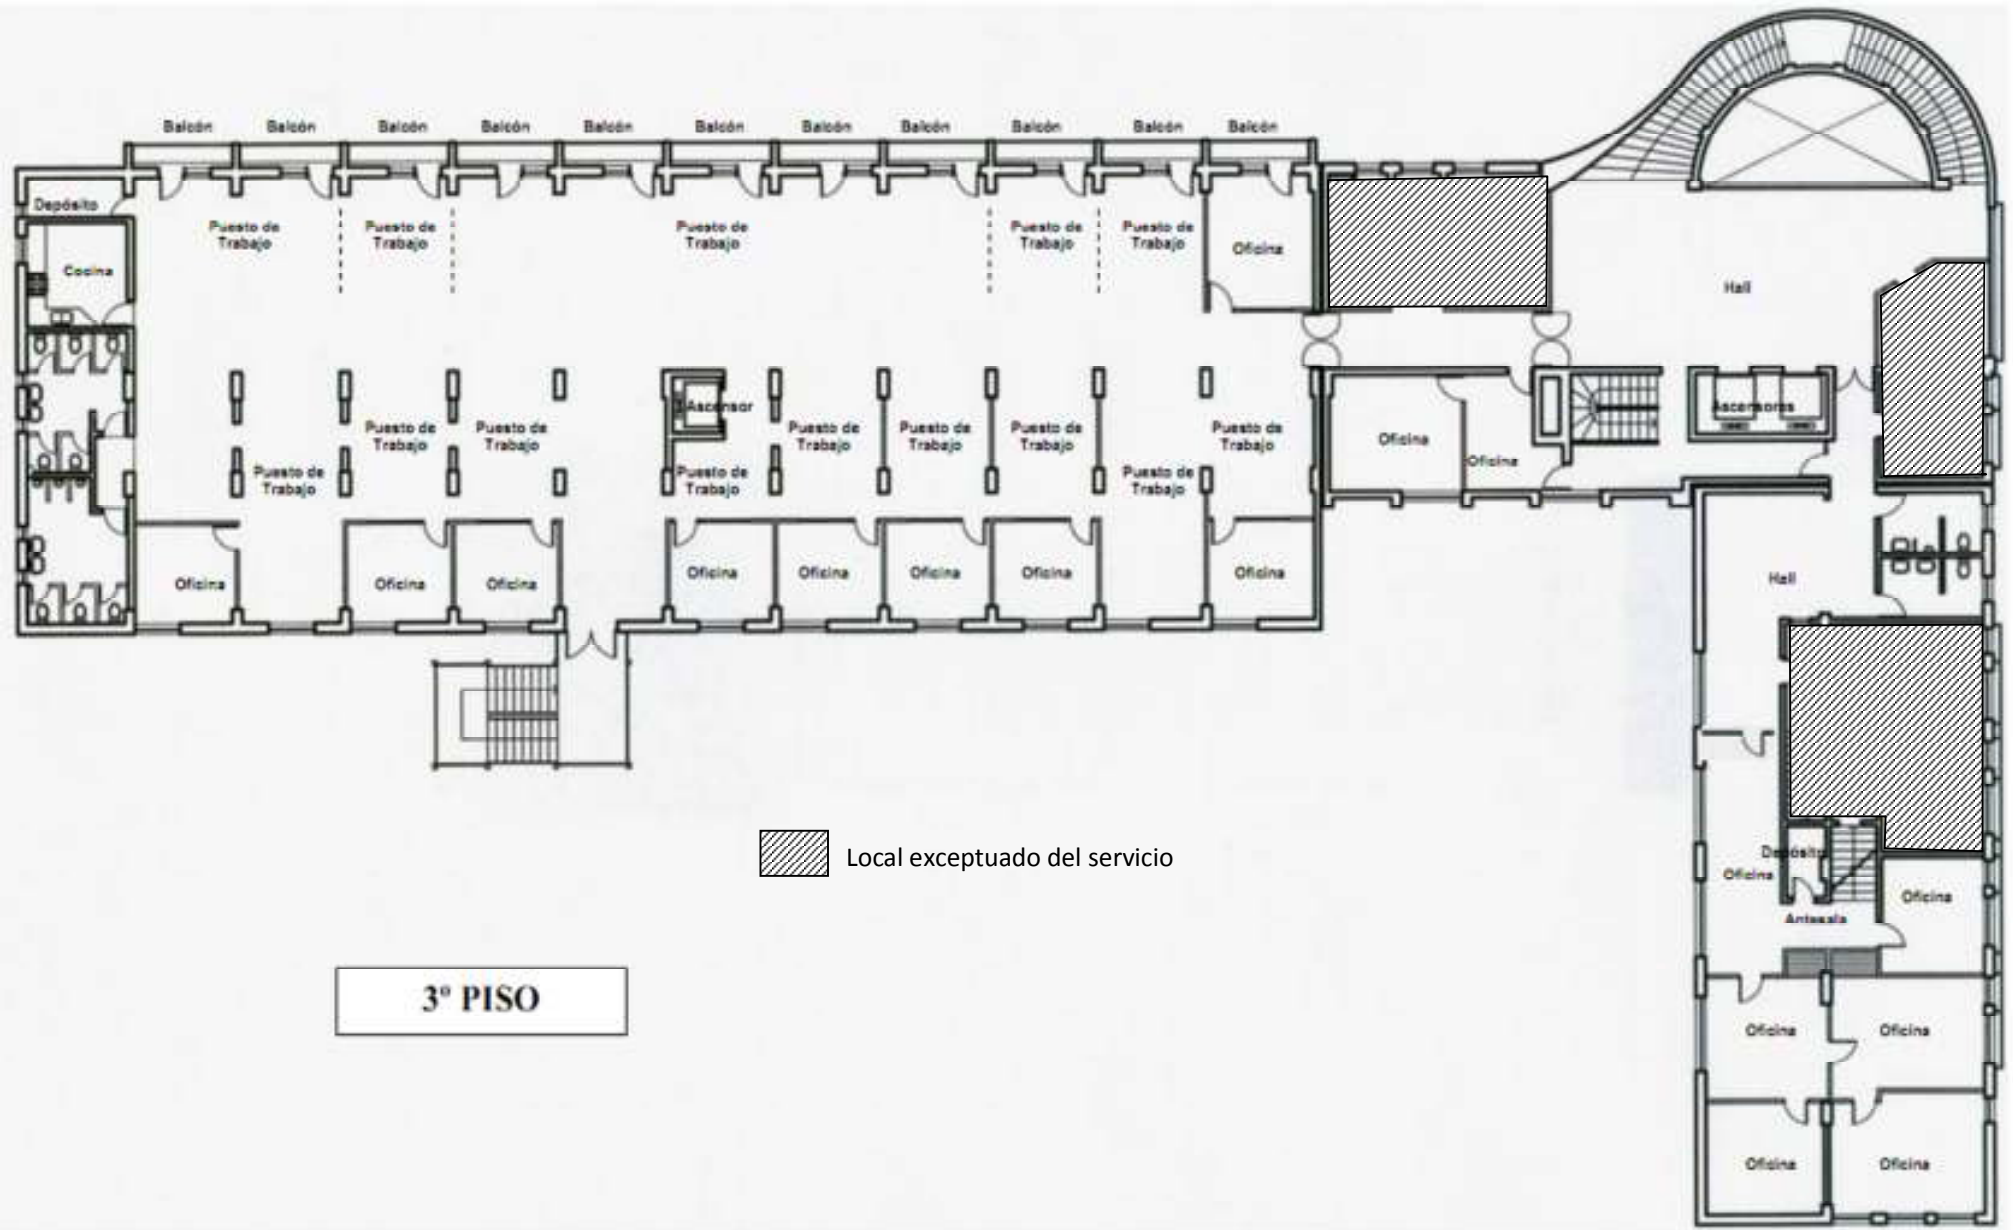 Balcón Balcón Balcón Balcón Balcón Balcón Balcón Balcón Balcón Balcón Balcón
Depósito
Puesto de
Trabajo
Puesto de
Trabajo
Puesto de
Trabajo
Puesto de
Trabajo
Puesto de
Trabajo
Oficina
Cocina
Hall
Ascensor
Ascensores
Puesto de
Trabajo
Puesto de
Trabajo
Puesto de
Trabajo
Puesto de
Trabajo
Puesto de
Trabajo
Puesto de
Trabajo
Oficina
Oficina
Puesto de
Trabajo
Puesto de
Trabajo
Puesto de
Trabajo
Oficina
Oficina
Oficina
Oficina
Oficina
Oficina
Oficina
Oficina
Hall
Local exceptuado del servicio
Depósito
Oficina
Oficina
Antesala
3º PISO
Oficina
Oficina
Oficina
Oficina